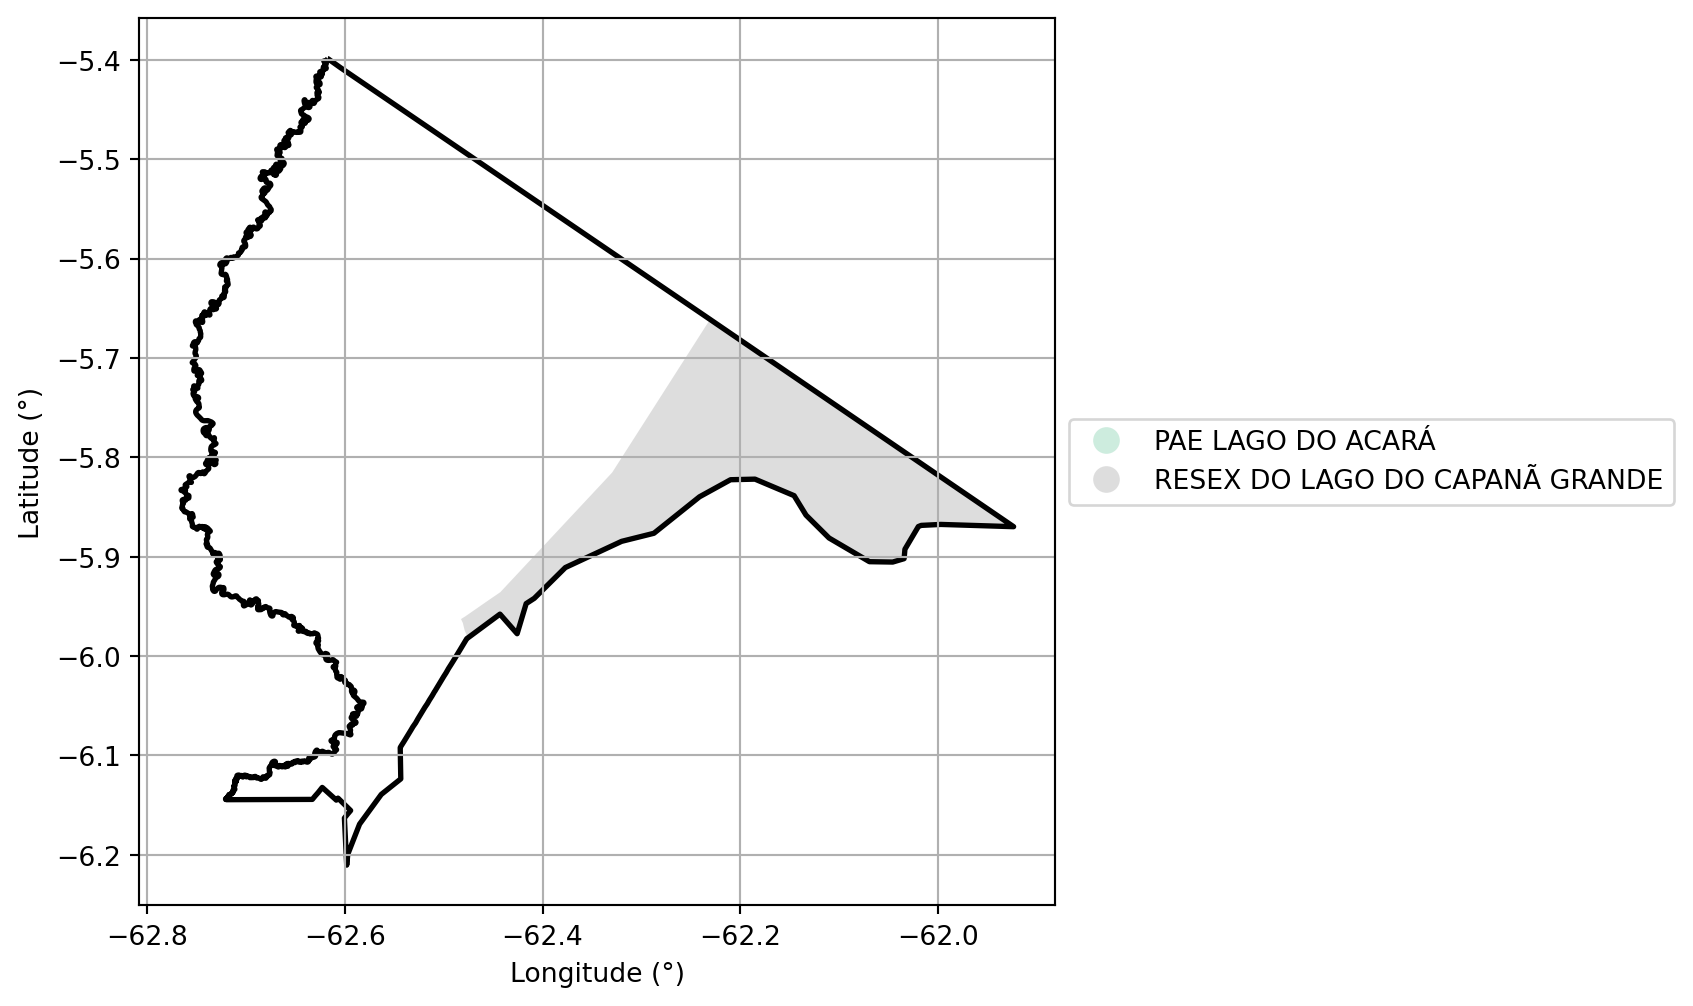 −5.4
−5.5
−5.6
−5.7
−5.8
−5.9
−6.0
−6.1
−6.2
Latitude (°)
−62.8 −62.6 −62.4 −62.2 −62.0
Longitude (°)
PAE LAGO DO ACARÁ
RESEX DO LAGO DO CAPANÃ GRANDE